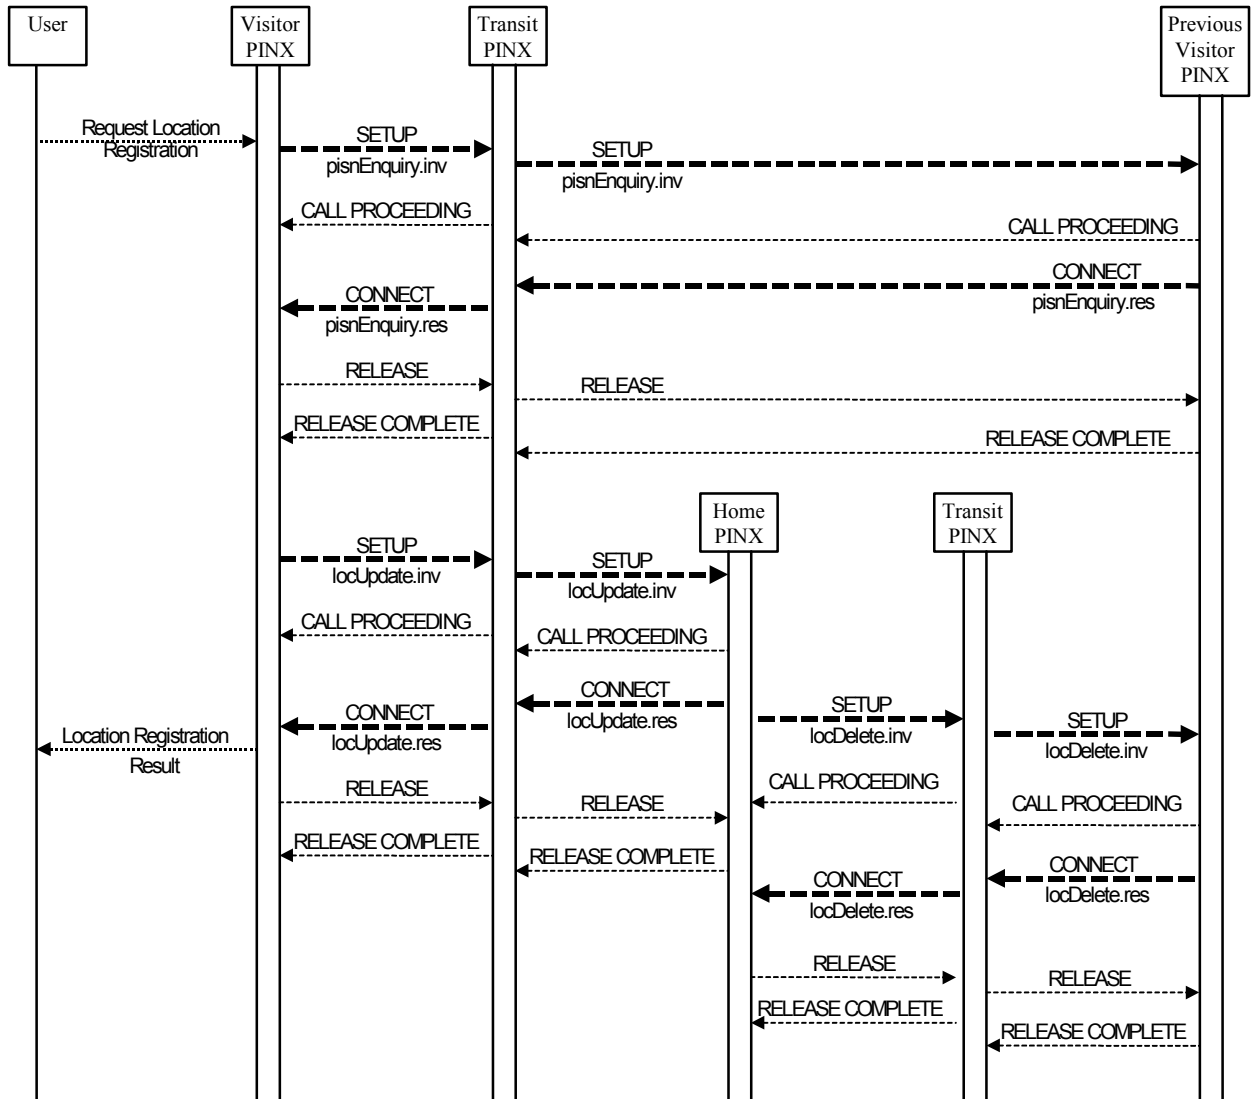 User
Visitor
PINX
Transit
PINX
Previous
Visitor
PINX
Request Location
Registration
SETUP
pisnEnquiry.inv
SETUP
pisnEnquiry.inv
CALL PROCEEDING
CALL PROCEEDING
CONNECT
pisnEnquiry.res
CONNECT
pisnEnquiry.res
RELEASE
RELEASE
RELEASE COMPLETE
RELEASE COMPLETE
Home
PINX
Transit
PINX
SETUP
locUpdate.inv
SETUP
locUpdate.inv
CALL PROCEEDING
CALL PROCEEDING
CONNECT
locUpdate.res
SETUP
locDelete.inv
CONNECT
locUpdate.res
SETUP
locDelete.inv
Location Registration
Result
CALL PROCEEDING
RELEASE
RELEASE
CALL PROCEEDING
RELEASE COMPLETE
RELEASE COMPLETE
CONNECT
locDelete.res
CONNECT
locDelete.res
RELEASE
RELEASE
RELEASE COMPLETE
RELEASE COMPLETE